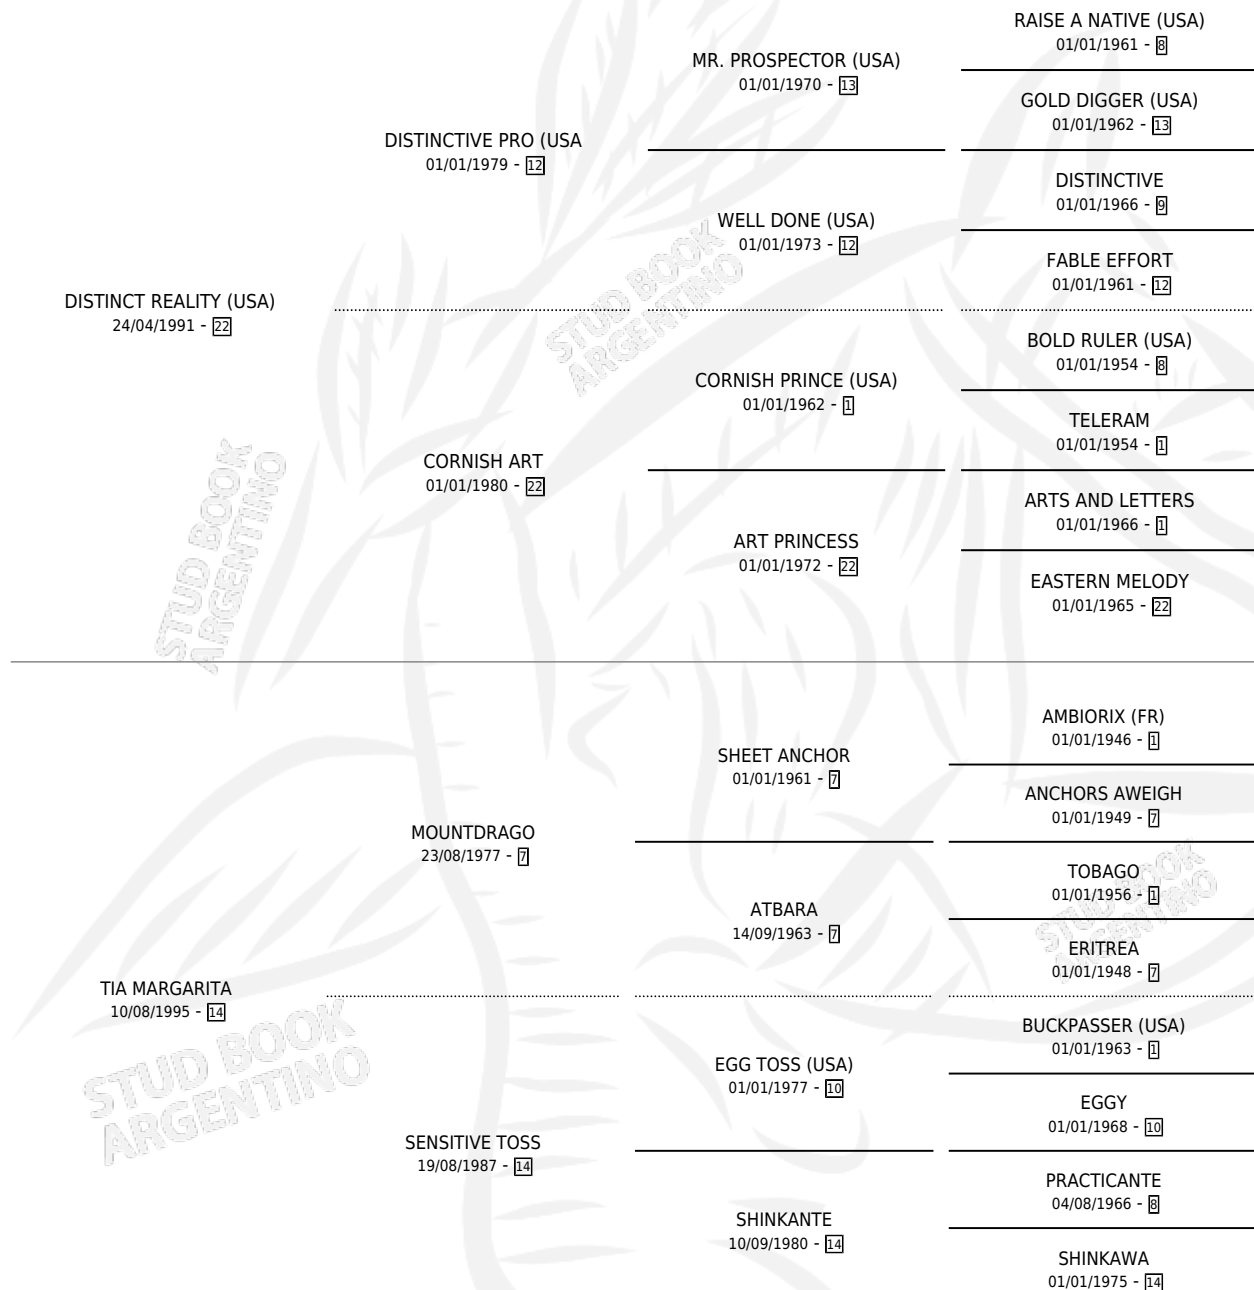 RAISE A NATIVE (USA)
01/01/1961 - 8
MR. PROSPECTOR (USA)
01/01/1970 - 13
GOLD DIGGER (USA)
01/01/1962 - 13
DISTINCTIVE PRO (USA
01/01/1979 - 12
DISTINCTIVE
01/01/1966 - 9
WELL DONE (USA)
01/01/1973 - 12
FABLE EFFORT
01/01/1961 - 12
DISTINCT REALITY (USA)
24/04/1991 - 22
STUD BOOK
ARGENTINO
BOLD RULER (USA)
01/01/1954 - 8
CORNISH PRINCE (USA)
01/01/1962 - 1
TELERAM
01/01/1954 - 1
CORNISH ART
01/01/1980 - 22
ARTS AND LETTERS
01/01/1966 - 1
ART PRINCESS
01/01/1972 - 22
EASTERN MELODY
01/01/1965 - 22
STUD BOOK
ARGENTINO
AMBIORIX (FR)
01/01/1946 - 1
SHEET ANCHOR
01/01/1961 - 7
ANCHORS AWEIGH
01/01/1949 - 7
MOUNTDRAGO
23/08/1977 - 7
TOBAGO
01/01/1956 - 1
ATBARA
14/09/1963 - 7
ERITREA
01/01/1948 - 7
STUD BOOK
ARGENTINO
TIA MARGARITA
10/08/1995 - 14
BUCKPASSER (USA)
01/01/1963 - 1
EGG TOSS (USA)
01/01/1977 - 10
EGGY
01/01/1968 - 10
STUD BOOK
ARGENTINO
SENSITIVE TOSS
19/08/1987 - 14
PRACTICANTE
04/08/1966 - 8
SHINKANTE
10/09/1980 - 14
SHINKAWA
01/01/1975 - 14